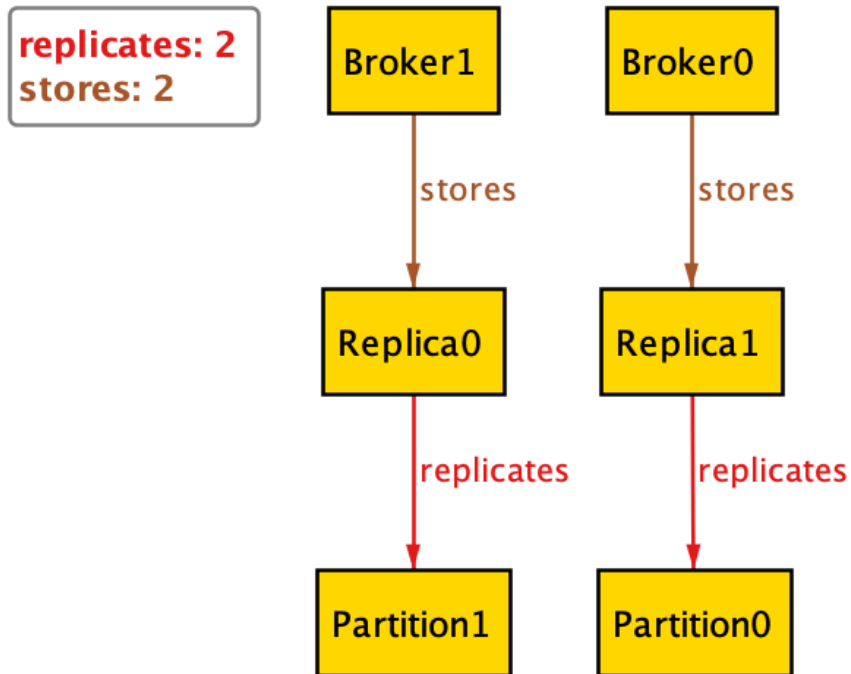 replicates: 2
stores: 2
Broker1
Broker0
stores
stores
Replica0
Replica1
replicates
replicates
Partition1
Partition0